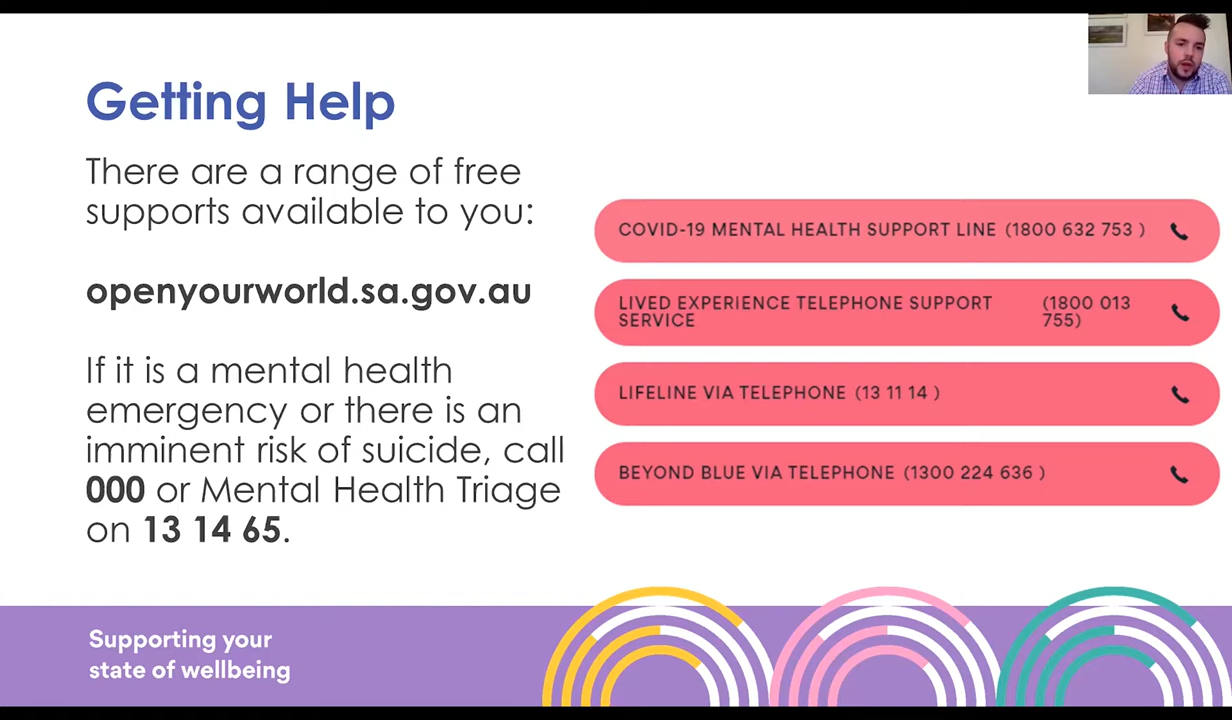 Getting Help
There are a range of free
supports available to you:
openyourworld.sa.gov.au
If it is a mental health
emergency or there is an
imminent risk of suicide, call
000 or Mental Health Triage
on 13 14 65.
COVID-19 MENTAL HEALTH SUPPORT LINE (1800 632 753 )
LIVED EXPERIENCE TELEPHONE SUPPORT
SERVICE
(1800 013
755)
LIFELINE VIA TELEPHONE (13 11 14 )
BEYOND BLUE VIA TELEPHONE (1300 224 636 )
Supporting your
state of wellbeing